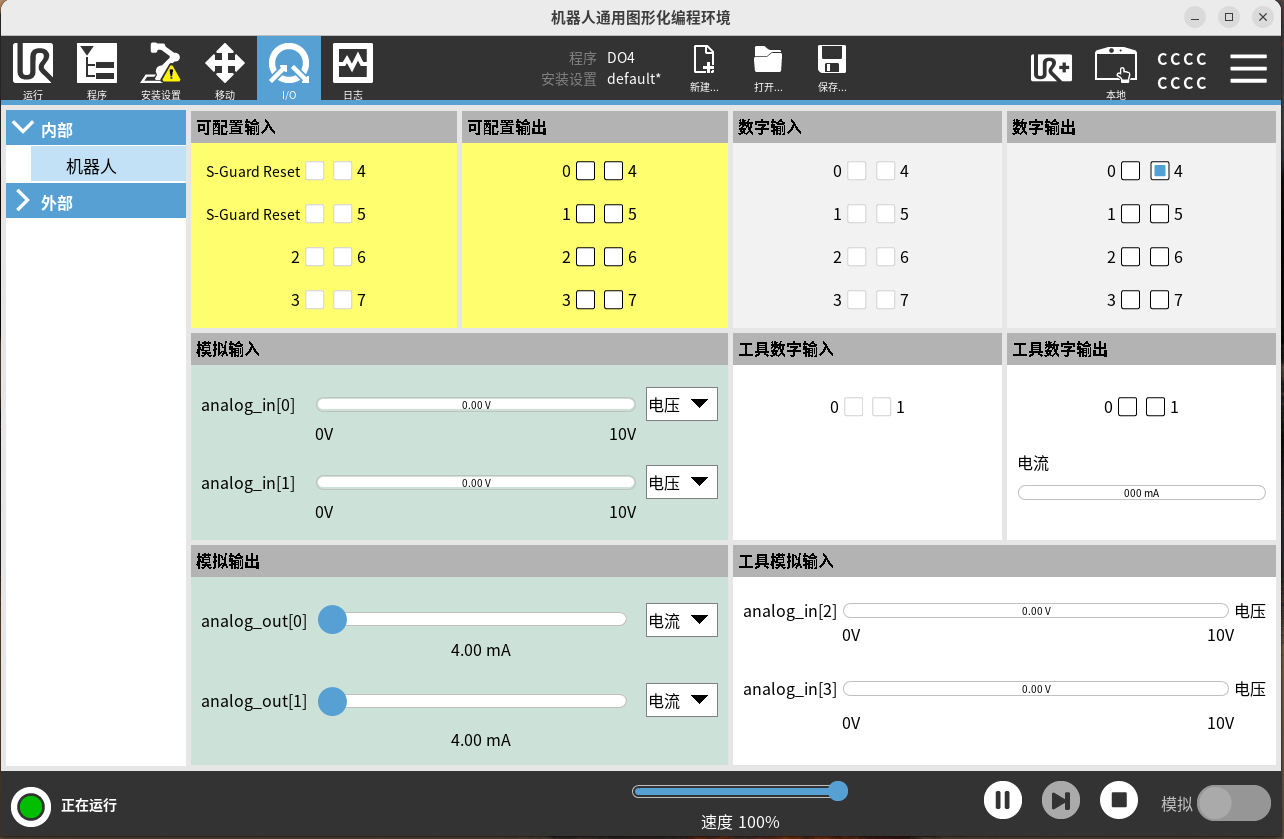 机器人通用图形化编程环境
UR 运行 程序 安装设置 移动 I/O 日志
程序 DO4
安装设置 default*
新建... 打开... 保存...
UR+ 本地 CCCC
CCCC
内部
机器人
外部
可配置输入
S-Guard Reset 4
S-Guard Reset 5
2 6
3 7
可配置输出
0 4
1 5
2 6
3 7
数字输入
0 4
1 5
2 6
3 7
数字输出
0 4
1 5
2 6
3 7
模拟输入
analog_in[0] 0.00 V 电压
0V 10V
analog_in[1] 0.00 V 电压
0V 10V
工具数字输入
0 1
工具数字输出
0 1
电流
000 mA
模拟输出
analog_out[0] 电流
4.00 mA
analog_out[1] 电流
4.00 mA
工具模拟输入
analog_in[2] 0.00 V 电压
0V 10V
analog_in[3] 0.00 V 电压
0V 10V
正在运行
速度 100%
模拟